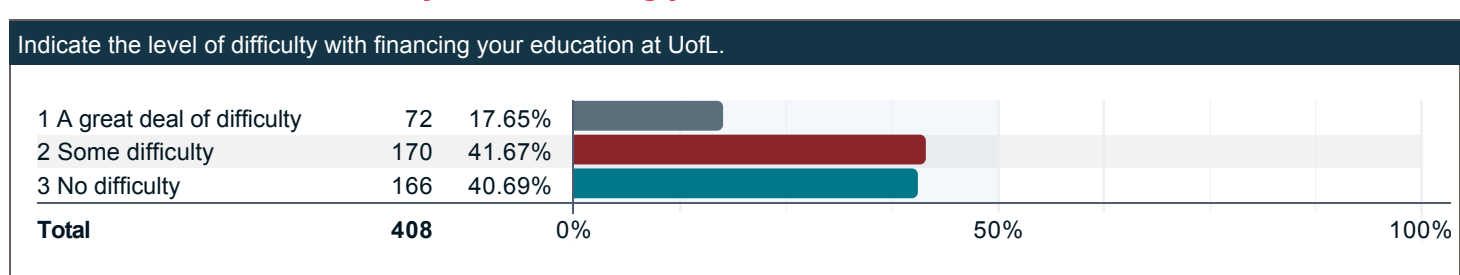 Indicate the level of difficulty with financing your education at UofL.
1 A great deal of difficulty 72 17.65%
2 Some difficulty 170 41.67%
3 No difficulty 166 40.69%
Total 408 0% 50% 100%